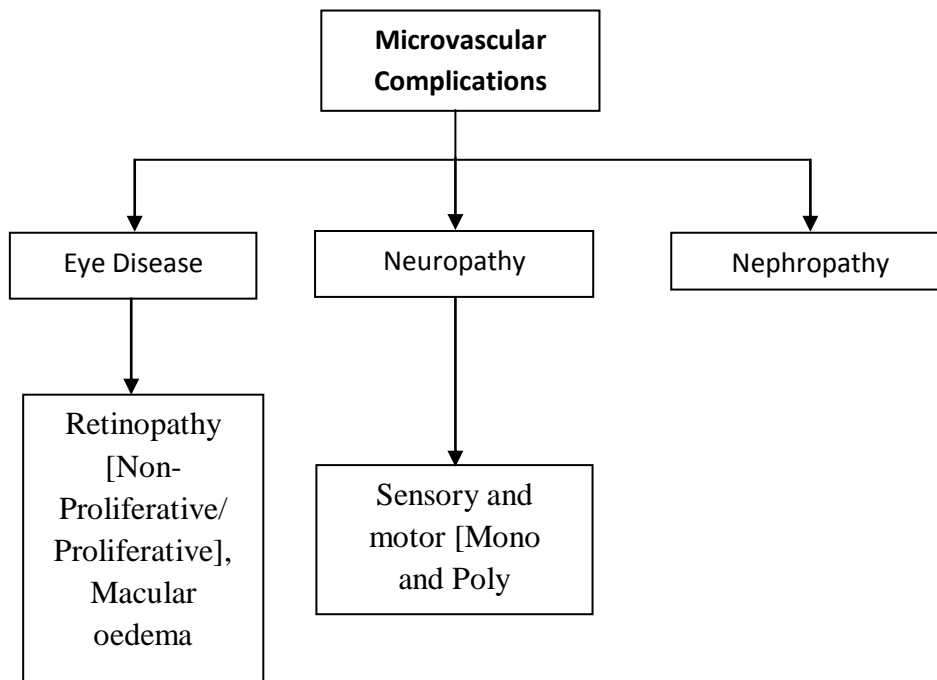 Microvascular
Complications
Eye Disease
Neuropathy
Nephropathy
Retinopathy
[Non-
Proliferative/
Proliferative],
Macular
oedema
Sensory and
motor [Mono
and Poly